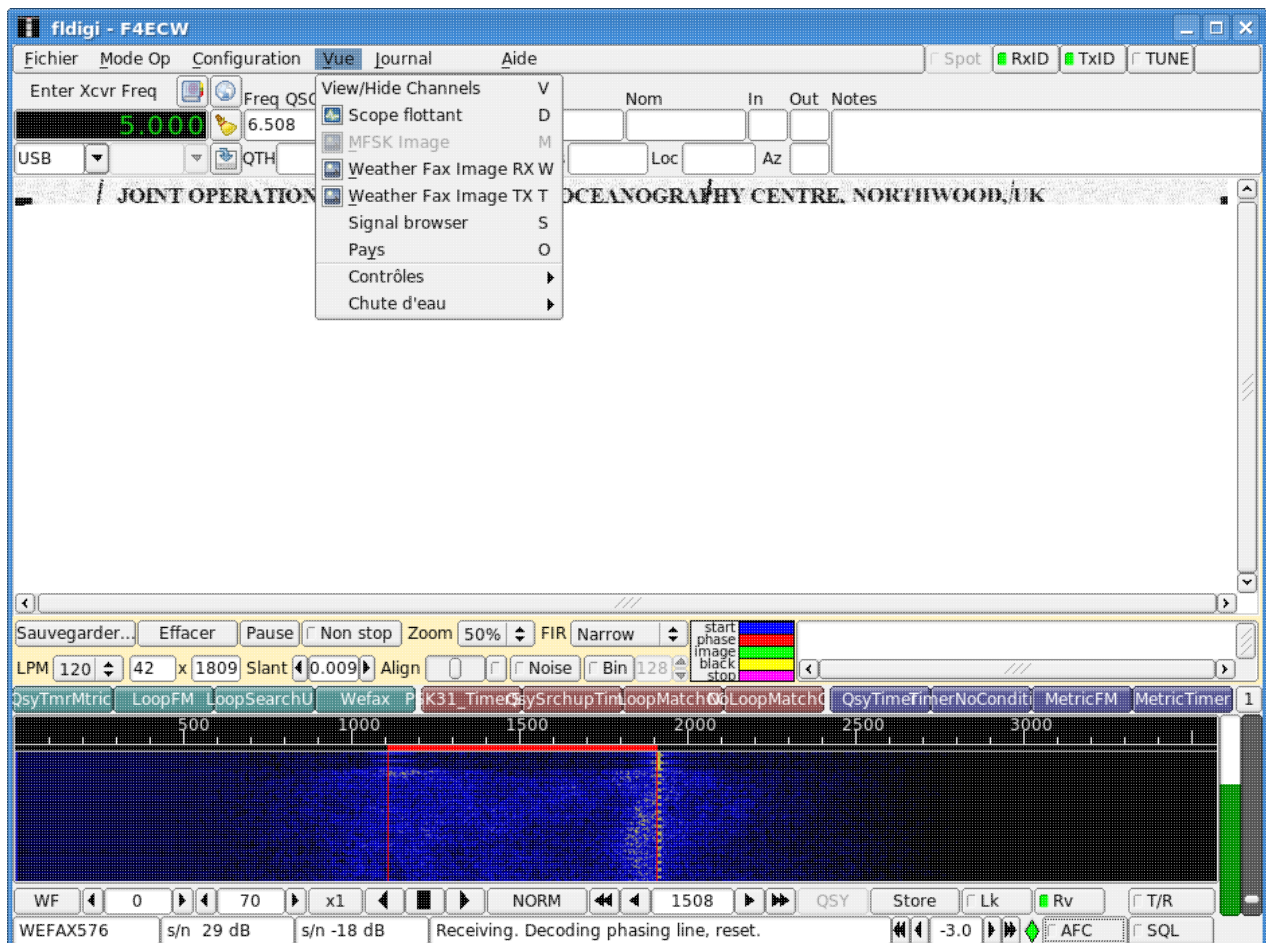 fldigi - F4ECW
Fichier Mode Op Configuration Vue Journal Aide Spot RxID TxID TUNE
Enter Xcvr Freq Freq QSO Nom In Out Notes
5.000 6.508
USB QTH Loc Az
View/Hide Channels V
Scope flottant D
MFSK Image M
Weather Fax Image RX W
Weather Fax Image TX T
Signal browser S
Pays O
Contrôles
Chute d'eau
JOINT OPERATION OCEANOGRAPHY CENTRE, NORTHWOOD, UK
Sauvegarder... Effacer Pause Non stop Zoom 50% FIR Narrow
start
phase
image
black
stop
LPM 120 42 x 1809 Slant 0.009 Align Noise Bin 128
QsyTmrMtric LoopFM LoopSearchU Wefax K31_Timer QsySrchupTim LoopMatch LoopMatch QsyTime TimerNoCondit MetricFM MetricTimer 1
500 1000 1500 2000 2500 3000
WF 0 70 x1 NORM 1508 QSY Store Lk Rv T/R
WEFAX576 s/n 29 dB s/n -18 dB Receiving. Decoding phasing line, reset. -3.0 AFC SQL